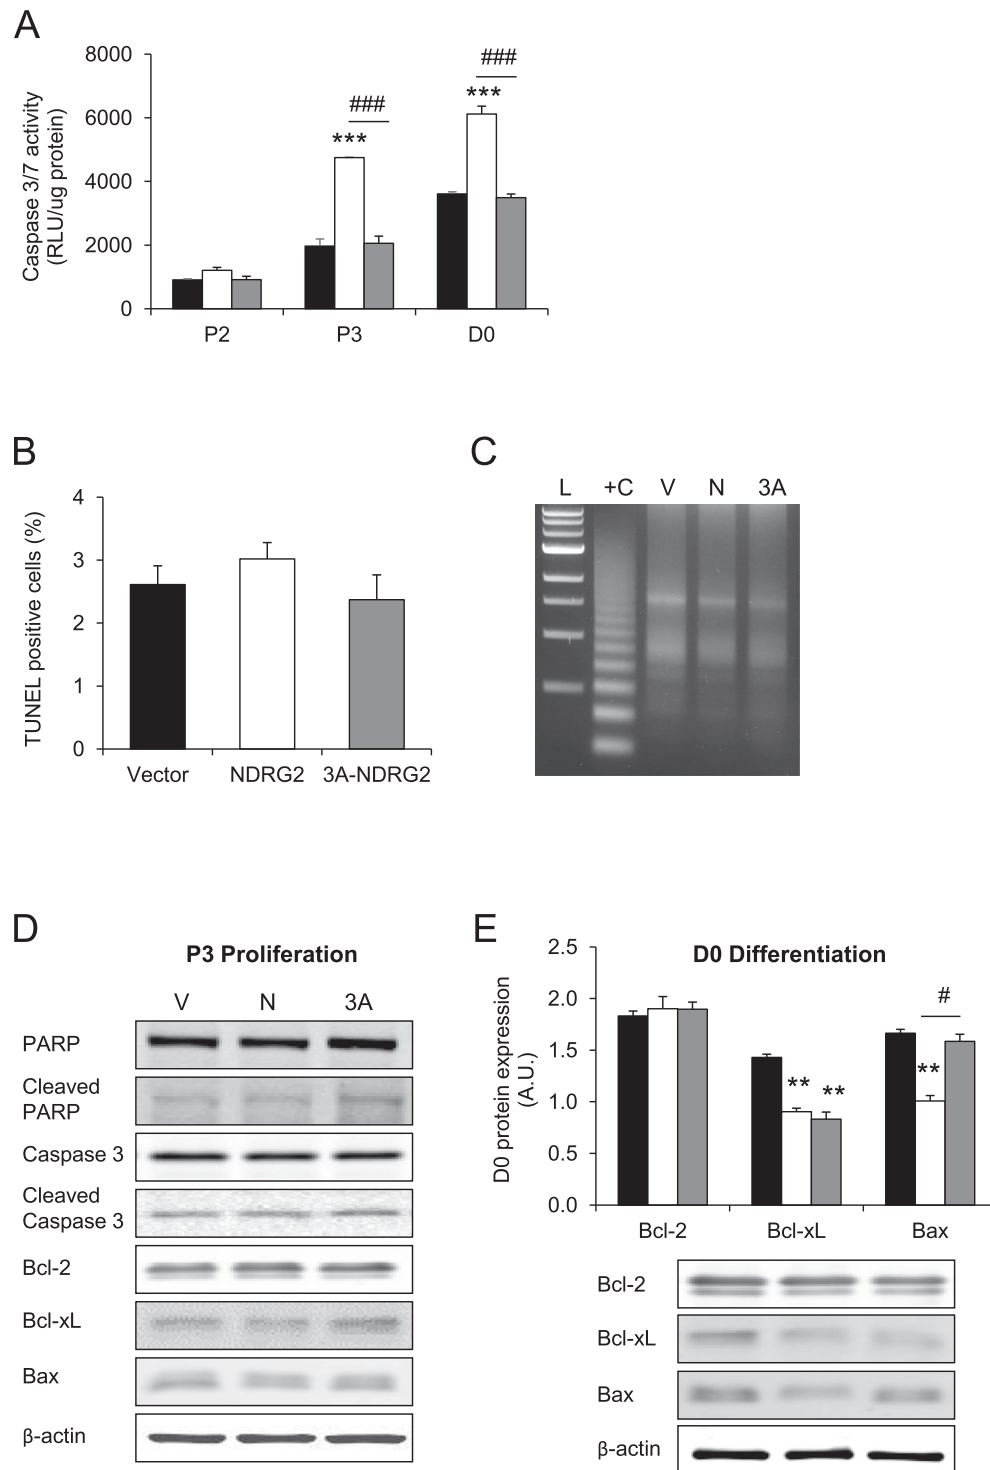 A
Caspase 3/7 activity
(RLU/ug protein)
8000
6000
4000
2000
0
###
***
###
***
P2
P3
D0
B
TUNEL positive cells (%)
4
3
2
1
0
Vector
NDRG2
3A-NDRG2
C
L +C V N 3A
D
P3 Proliferation
V N 3A
PARP
Cleaved
PARP
Caspase 3
Cleaved
Caspase 3
Bcl-2
Bcl-xL
Bax
β-actin
E
D0 Differentiation
D0 protein expression
(A.U.)
2.5
2.0
1.5
1.0
0.5
0.0
**
**
#
**
Bcl-2
Bcl-xL
Bax
Bcl-2
Bcl-xL
Bax
β-actin